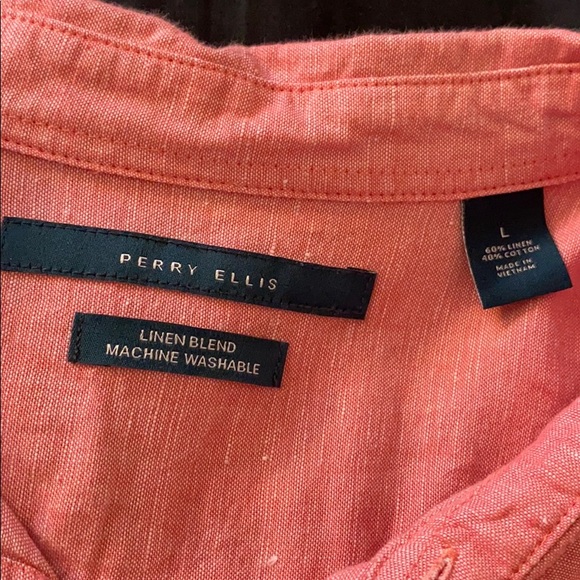 PERRY ELLIS
LINEN BLEND
MACHINE WASHABLE
L
60% LINEN
40% COTTON
MADE IN
VIETNAM